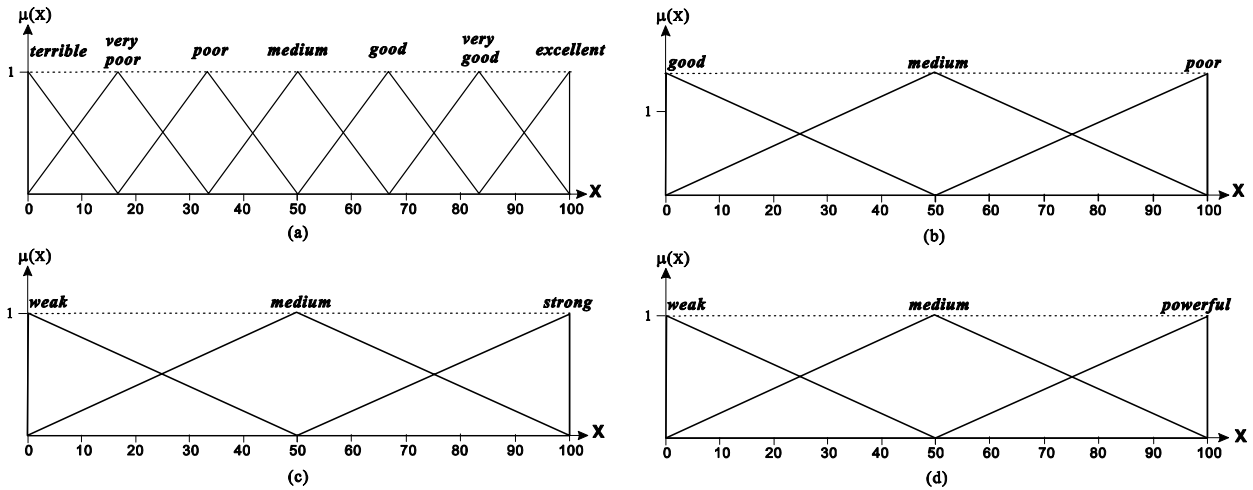 μ(x)
terrible very poor poor medium good very good excellent
1
0 10 20 30 40 50 60 70 80 90 100 X
(a)
μ(x)
good medium poor
1
0 10 20 30 40 50 60 70 80 90 100 X
(b)
μ(x)
weak medium strong
1
0 10 20 30 40 50 60 70 80 90 100 X
(c)
μ(x)
weak medium powerful
1
0 10 20 30 40 50 60 70 80 90 100 X
(d)